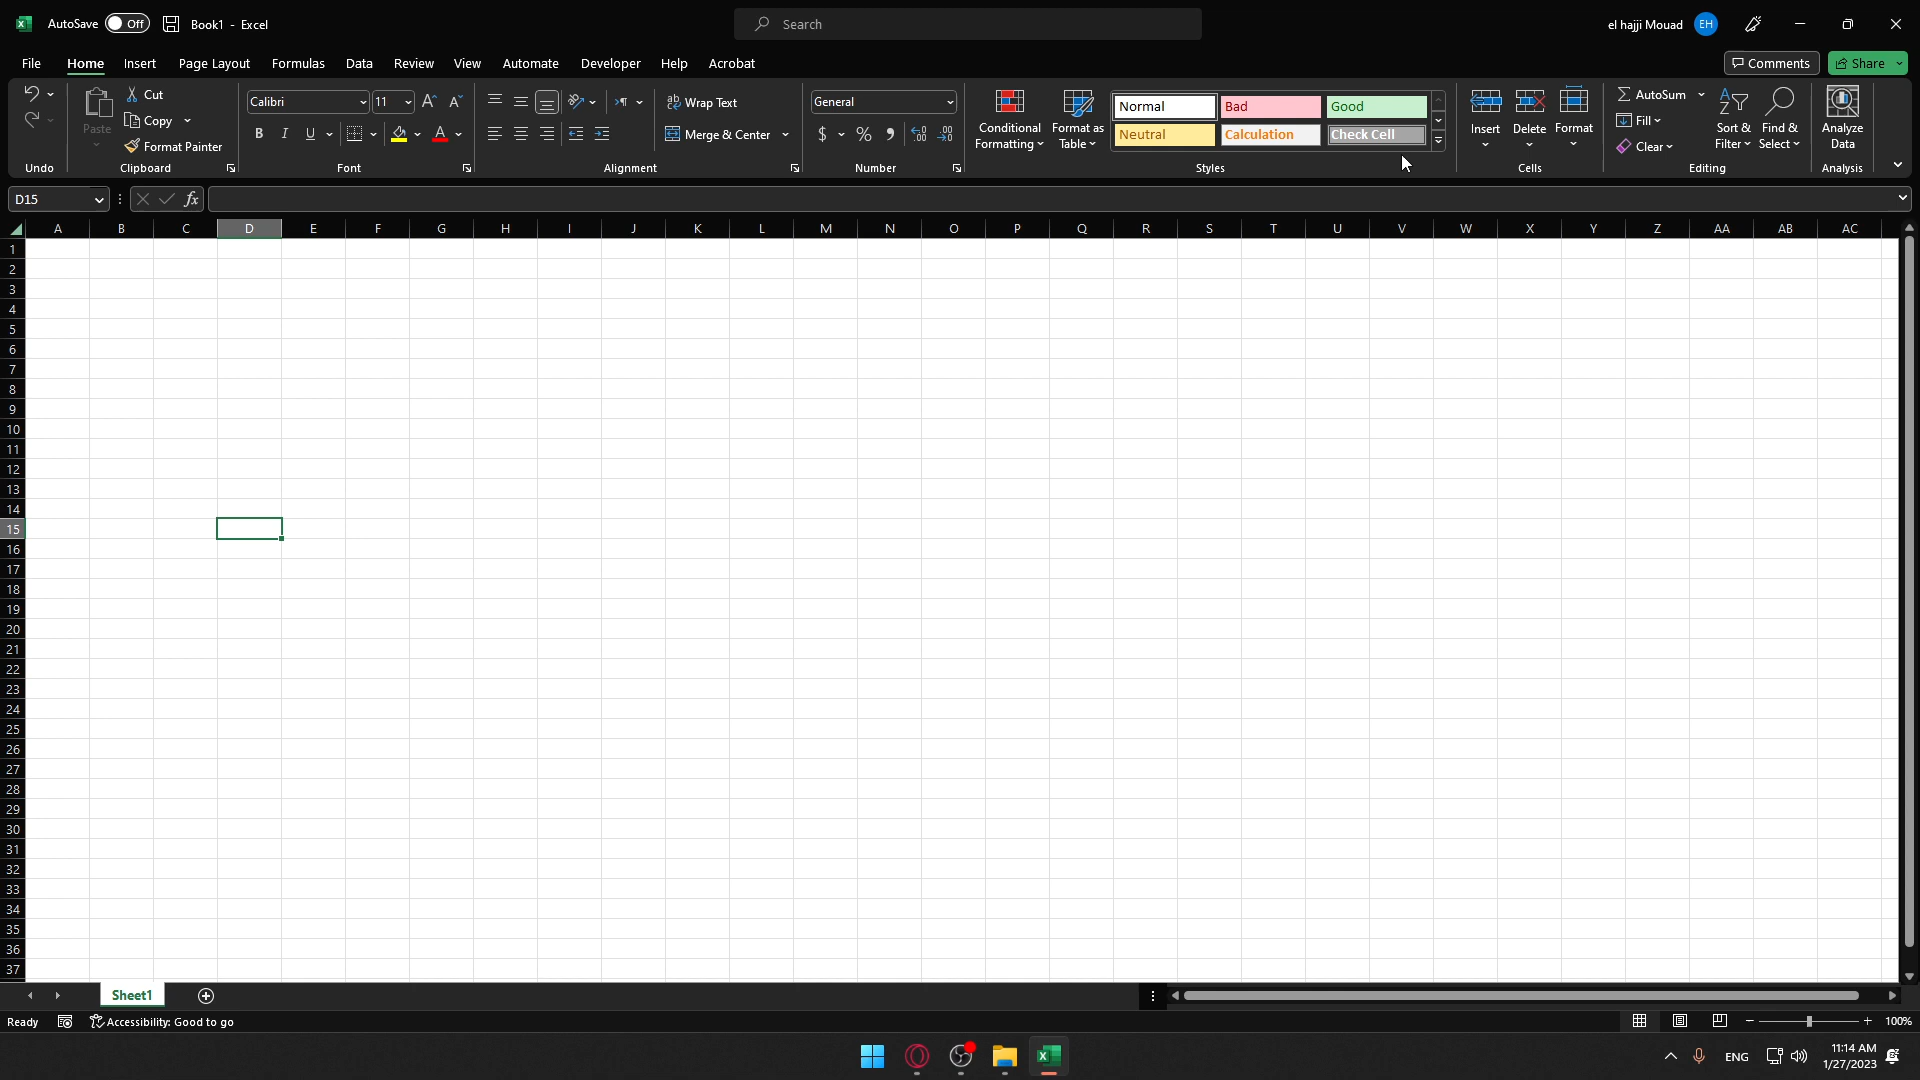 AutoSave Off Book1 - Excel Search el hajji Mouad EH
File Home Insert Page Layout Formulas Data Review View Automate Developer Help Acrobat Comments Share
Paste
Cut
Copy
Format Painter
Calibri 11
B I U
A
Wrap Text
Merge & Center
General
$ % ,
Conditional
Formatting
Format as
Table
Normal Bad Good
Neutral Calculation Check Cell
Insert Delete Format
AutoSum
Fill
Clear
Sort &
Filter
Find &
Select
Analyze
Data
Undo Clipboard Font Alignment Number Styles Cells Editing Analysis
D15 fx
A B C D E F G H I J K L M N O P Q R S T U V W X Y Z AA AB AC
1
2
3
4
5
6
7
8
9
10
11
12
13
14
15
16
17
18
19
20
21
22
23
24
25
26
27
28
29
30
31
32
33
34
35
36
37
Sheet1
Ready Accessibility: Good to go 100%
ENG 11:14 AM
1/27/2023